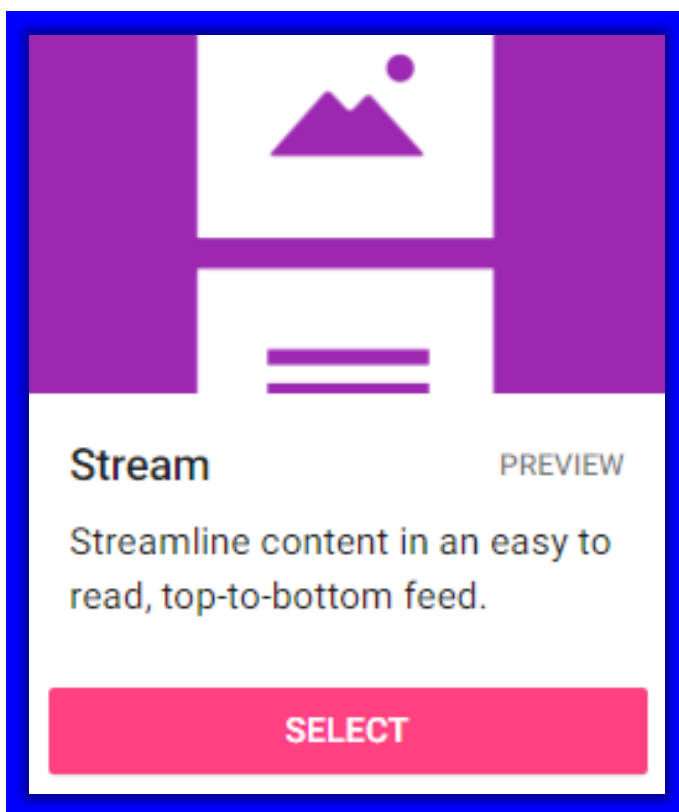 Stream
PREVIEW
Streamline content in an easy to
read, top-to-bottom feed.
SELECT